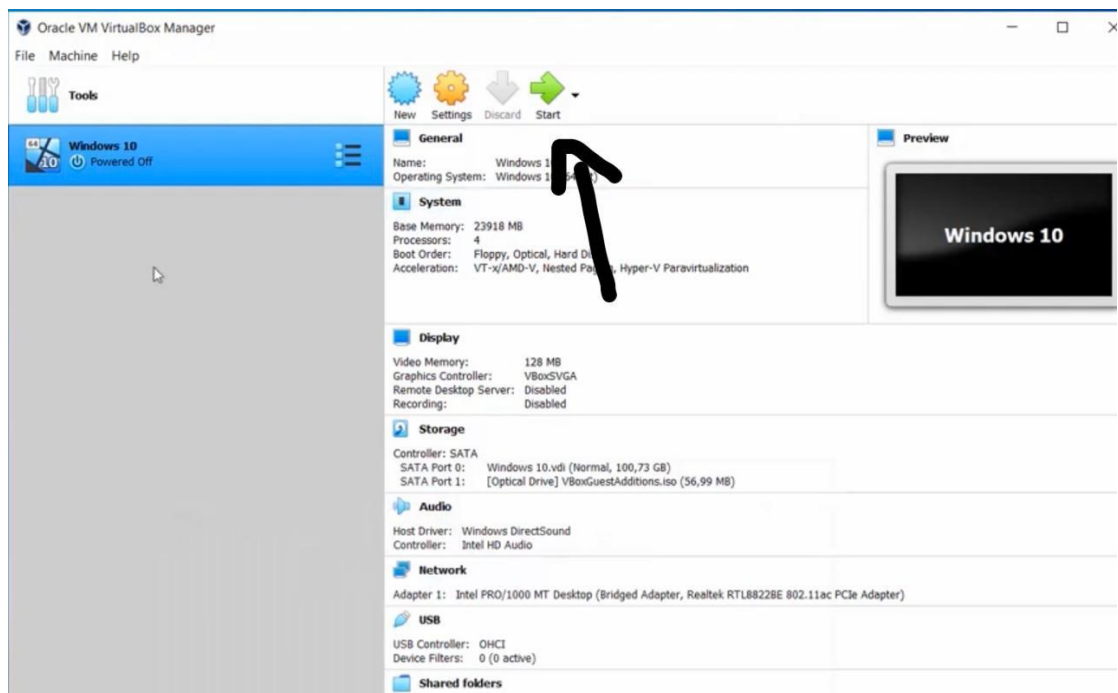 Oracle VM VirtualBox Manager
File Machine Help
Tools
New Settings Discard Start
Windows 10
Powered Off
64
10
General
Name: Windows
Operating System: Windows
System
Base Memory: 23918 MB
Processors: 4
Boot Order: Floppy, Optical, Hard
Acceleration: VT-x/AMD-V, Nested Paging, Hyper-V Paravirtualization
Preview
Windows 10
Display
Video Memory: 128 MB
Graphics Controller: VBoxSVGA
Remote Desktop Server: Disabled
Recording: Disabled
Storage
Controller: SATA
SATA Port 0: Windows 10.vdi (Normal, 100,73 GB)
SATA Port 1: [Optical Drive] VBoxGuestAdditions.iso (56,99 MB)
Audio
Host Driver: Windows DirectSound
Controller: Intel HD Audio
Network
Adapter 1: Intel PRO/1000 MT Desktop (Bridged Adapter, Realtek RTL8822BE 802.11ac PCIe Adapter)
USB
USB Controller: OHCI
Device Filters: 0 (0 active)
Shared folders